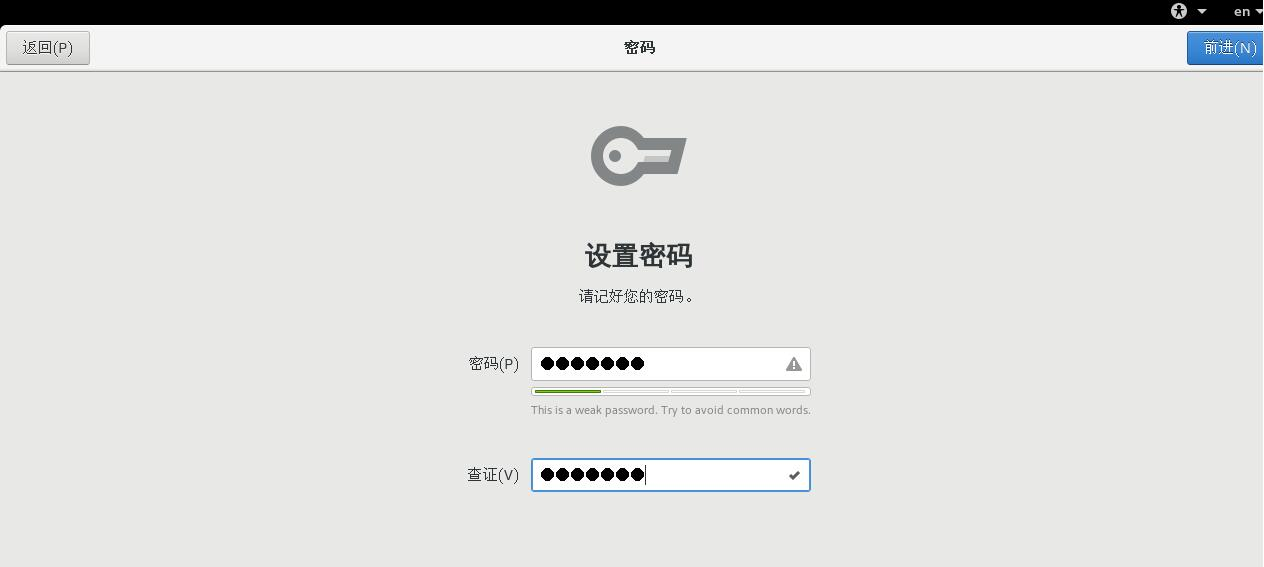 en
返回(P)
密码
前进(N)
设置密码
请记好您的密码。
密码(P)
●●●●●●●
This is a weak password. Try to avoid common words.
查证(V)
●●●●●●●